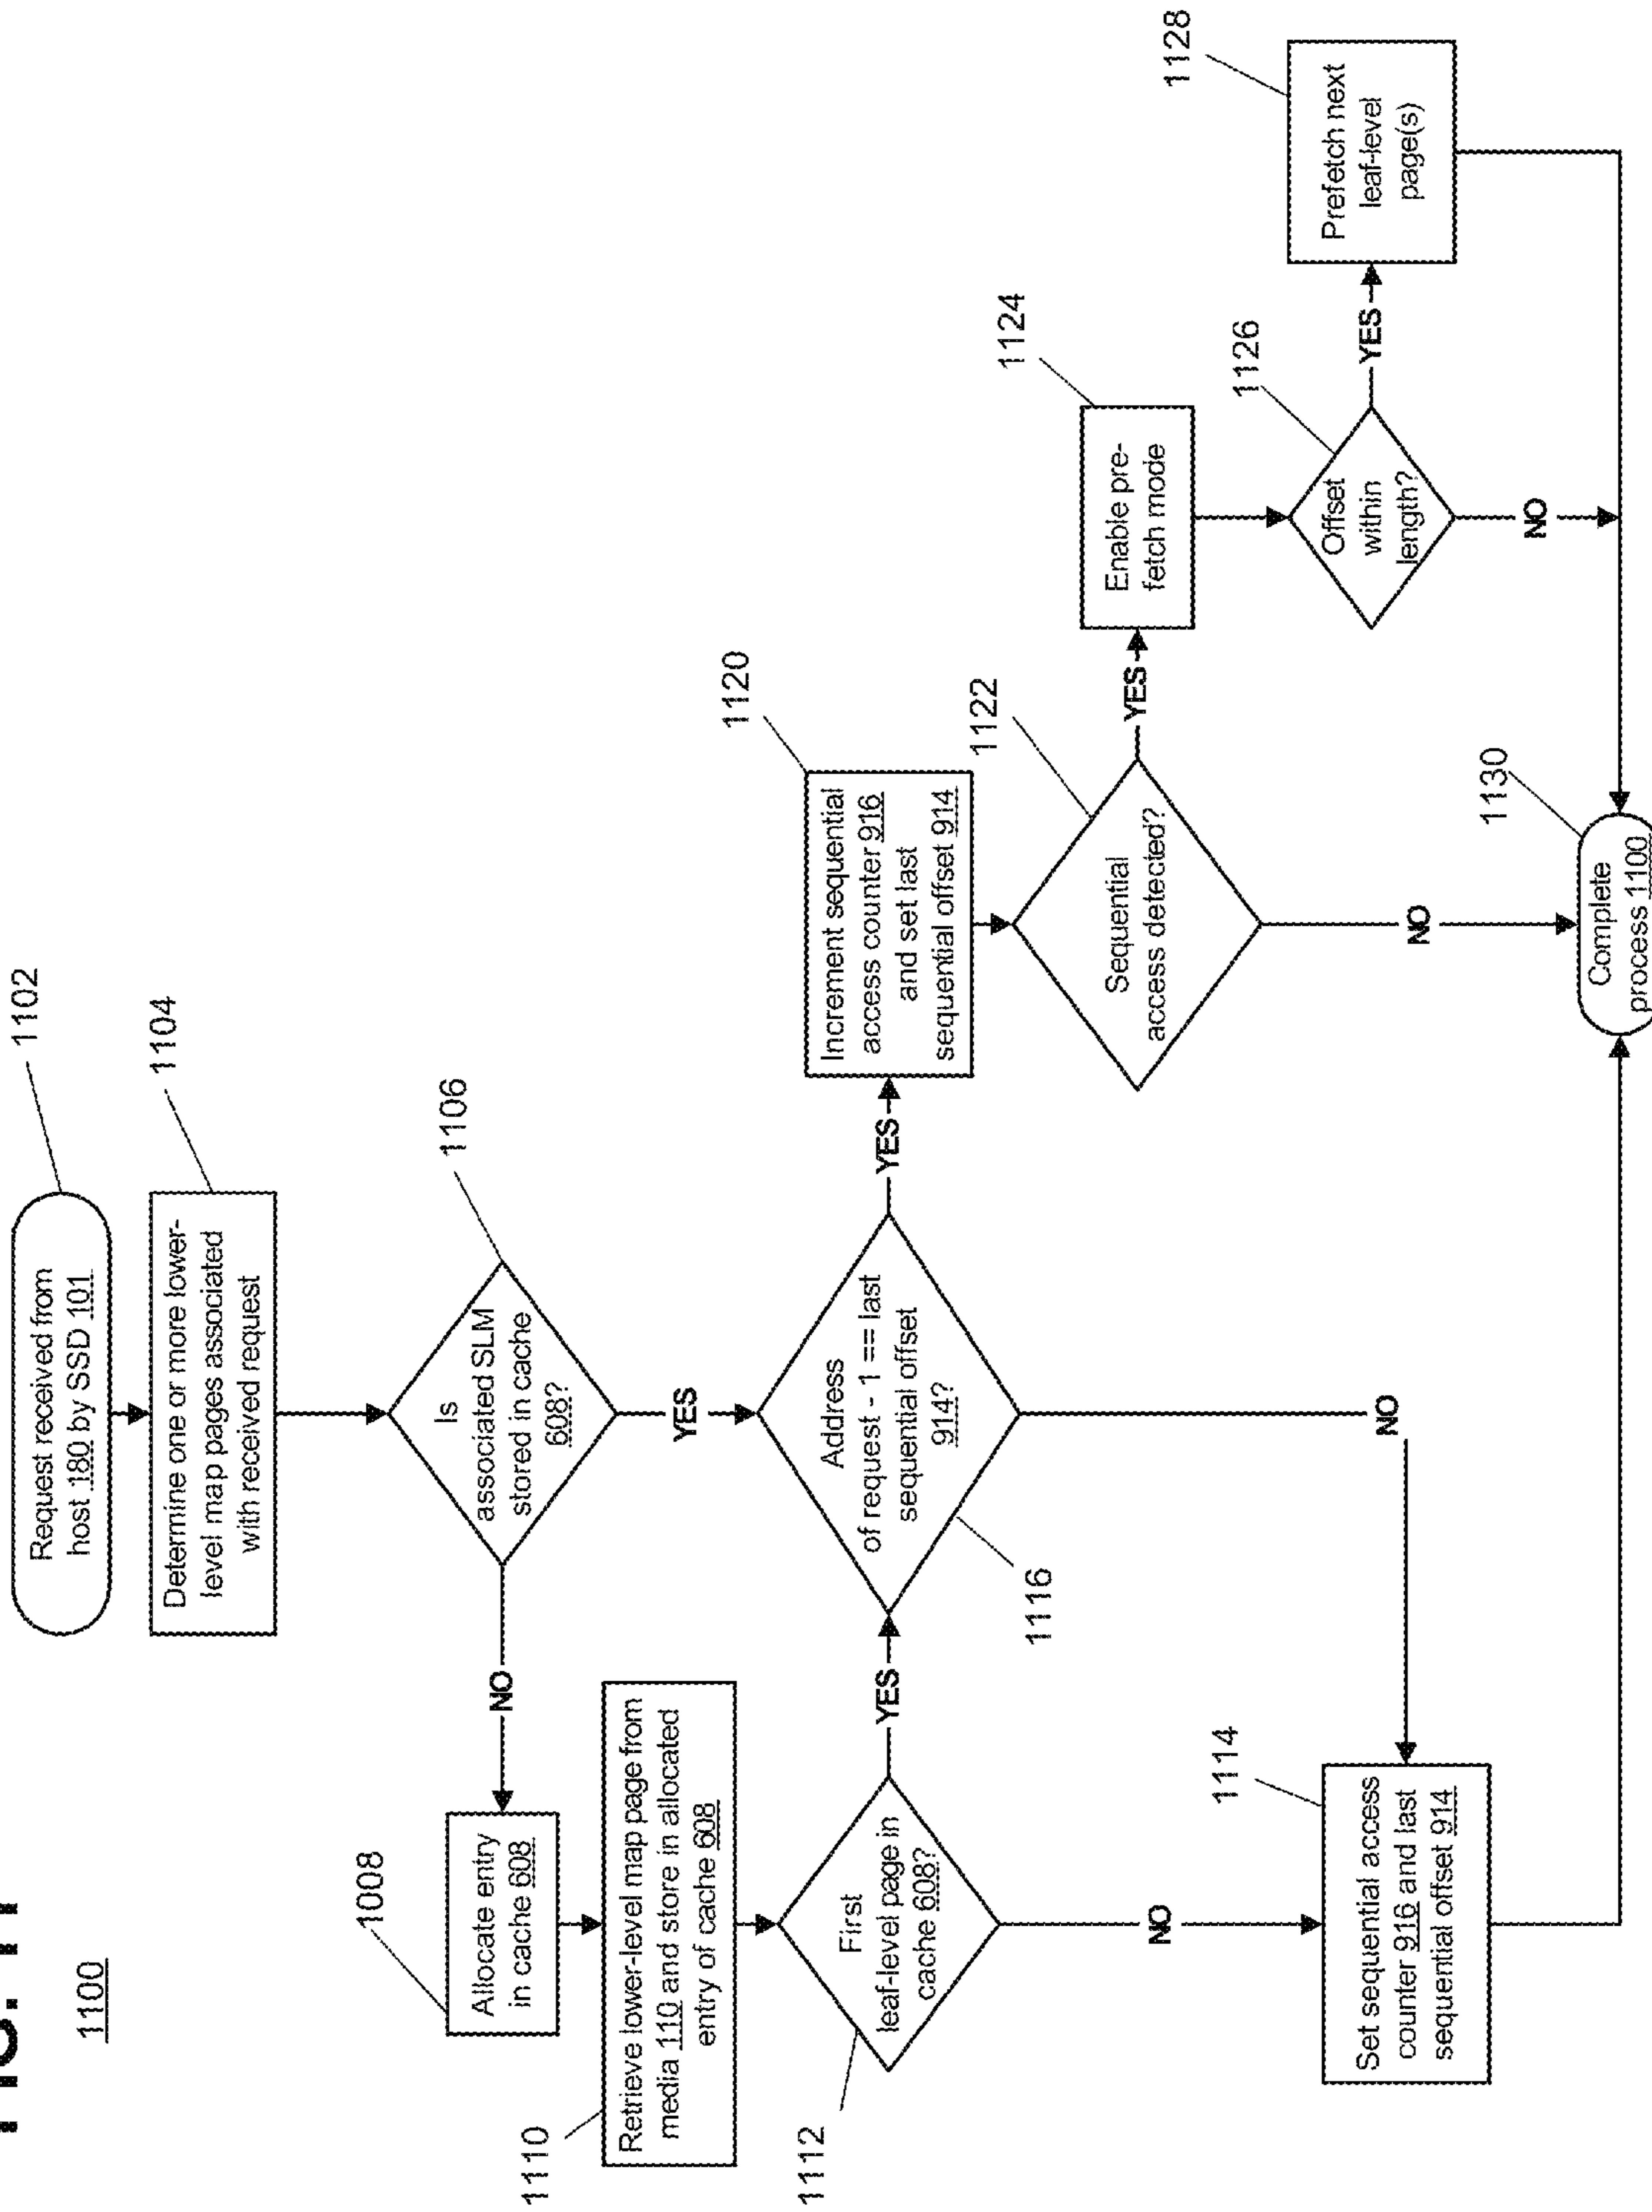 1100
Request received from
host 180 by SSD 101
1102
Determine one or more lower-
level map pages associated
with received request
1104
Is
associated SLM
stored in cache
608?
1106
NO
YES
Allocate entry
in cache 608
1008
Retrieve lower-level map page from
media 110 and store in allocated
entry of cache 608
1110
First
leaf-level page in
cache 608?
1112
YES
NO
Address
of request - 1 == last
sequential offset
914?
1116
YES
NO
Set sequential access
counter 916 and last
sequential offset 914
1114
Increment sequential
access counter 916
and set last
sequential offset 914
1120
Sequential
access detected?
1122
YES
NO
Enable pre-
fetch mode
1124
Offset
within
length?
1126
YES
NO
Prefetch next
leaf-level
page(s)
1128
Complete
process 1100
1130